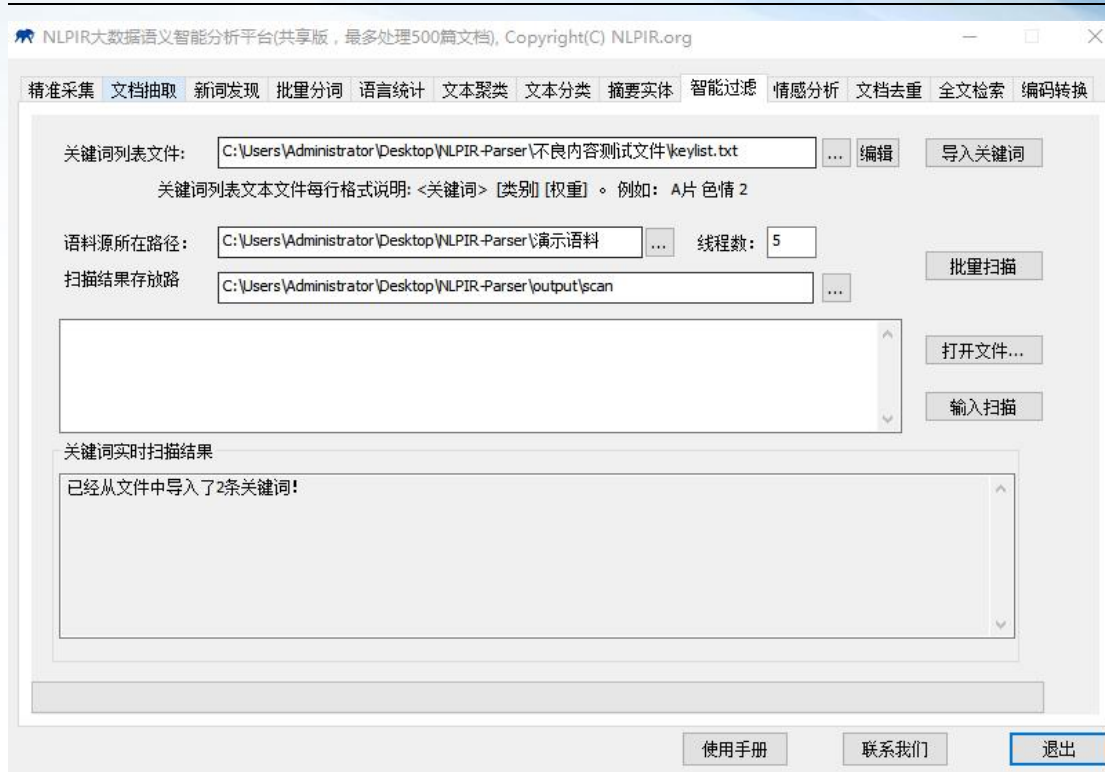 NLPIR大数据语义智能分析平台(共享版，最多处理500篇文档), Copyright(C) NLPIR.org
精准采集 文档抽取 新词发现 批量分词 语言统计 文本聚类 文本分类 摘要实体 智能过滤 情感分析 文档去重 全文检索 编码转换
关键词列表文件: C:\Users\Administrator\Desktop\NLPIR-Parser\不良内容测试文件\keylist.txt ... 编辑 导入关键词
关键词列表文本文件每行格式说明: <关键词> [类别] [权重] 。例如： A片 色情 2
语料源所在路径： C:\Users\Administrator\Desktop\NLPIR-Parser\演示语料 ... 线程数： 5
批量扫描
扫描结果存放路 C:\Users\Administrator\Desktop\NLPIR-Parser\output\scan ...
打开文件...
输入扫描
关键词实时扫描结果
已经从文件中导入了2条关键词!
使用手册 联系我们 退出